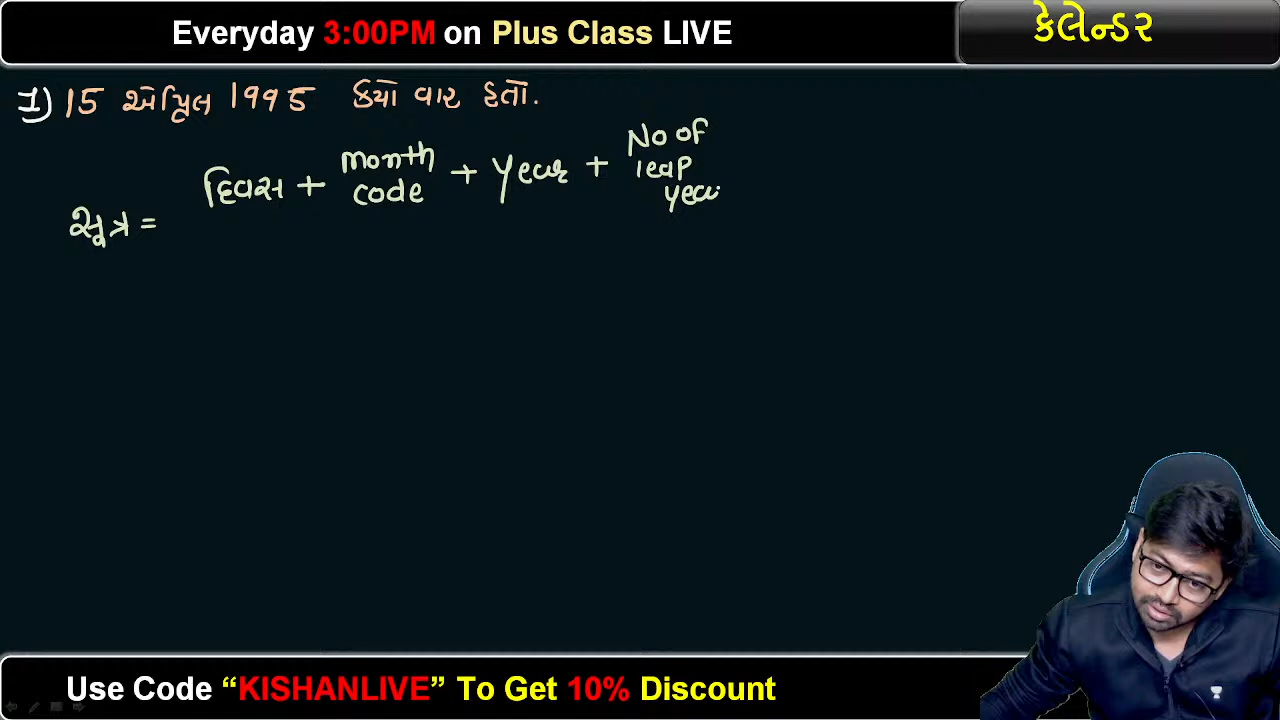 Everyday 3:00PM on Plus Class LIVE
કેલેન્ડર
1) 15 એપ્રિલ 1995 કયો વાર હતો.
સૂત્ર = દિવસ + month code + Year + No of leap year
Use Code “KISHANLIVE” To Get 10% Discount